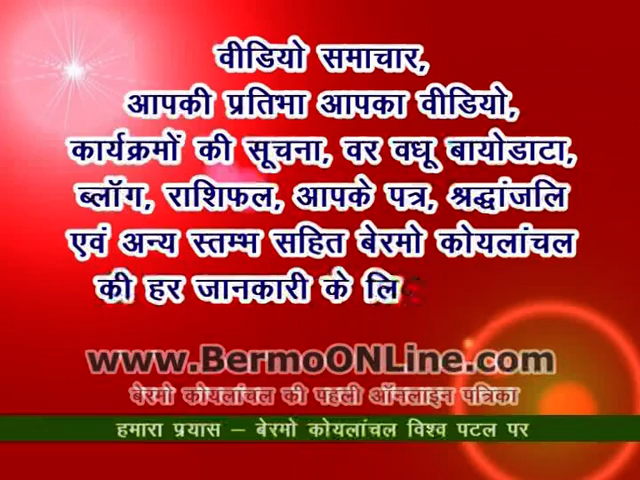 वीडियो समाचार,
आपकी प्रतिभा आपका वीडियो,
कार्यक्रमों की सूचना, वर वधू बायोडाटा,
ब्लॉग, राशिफल, आपके पत्र, श्रद्धांजलि
एवं अन्य स्तम्भ सहित बेरमो कोयलांचल
की हर जानकारी के लि
www.BermoONLine.com
बेरमो कोयलांचल की पहली ऑनलाइन पत्रिका
हमारा प्रयास – बेरमो कोयलांचल विश्व पटल पर